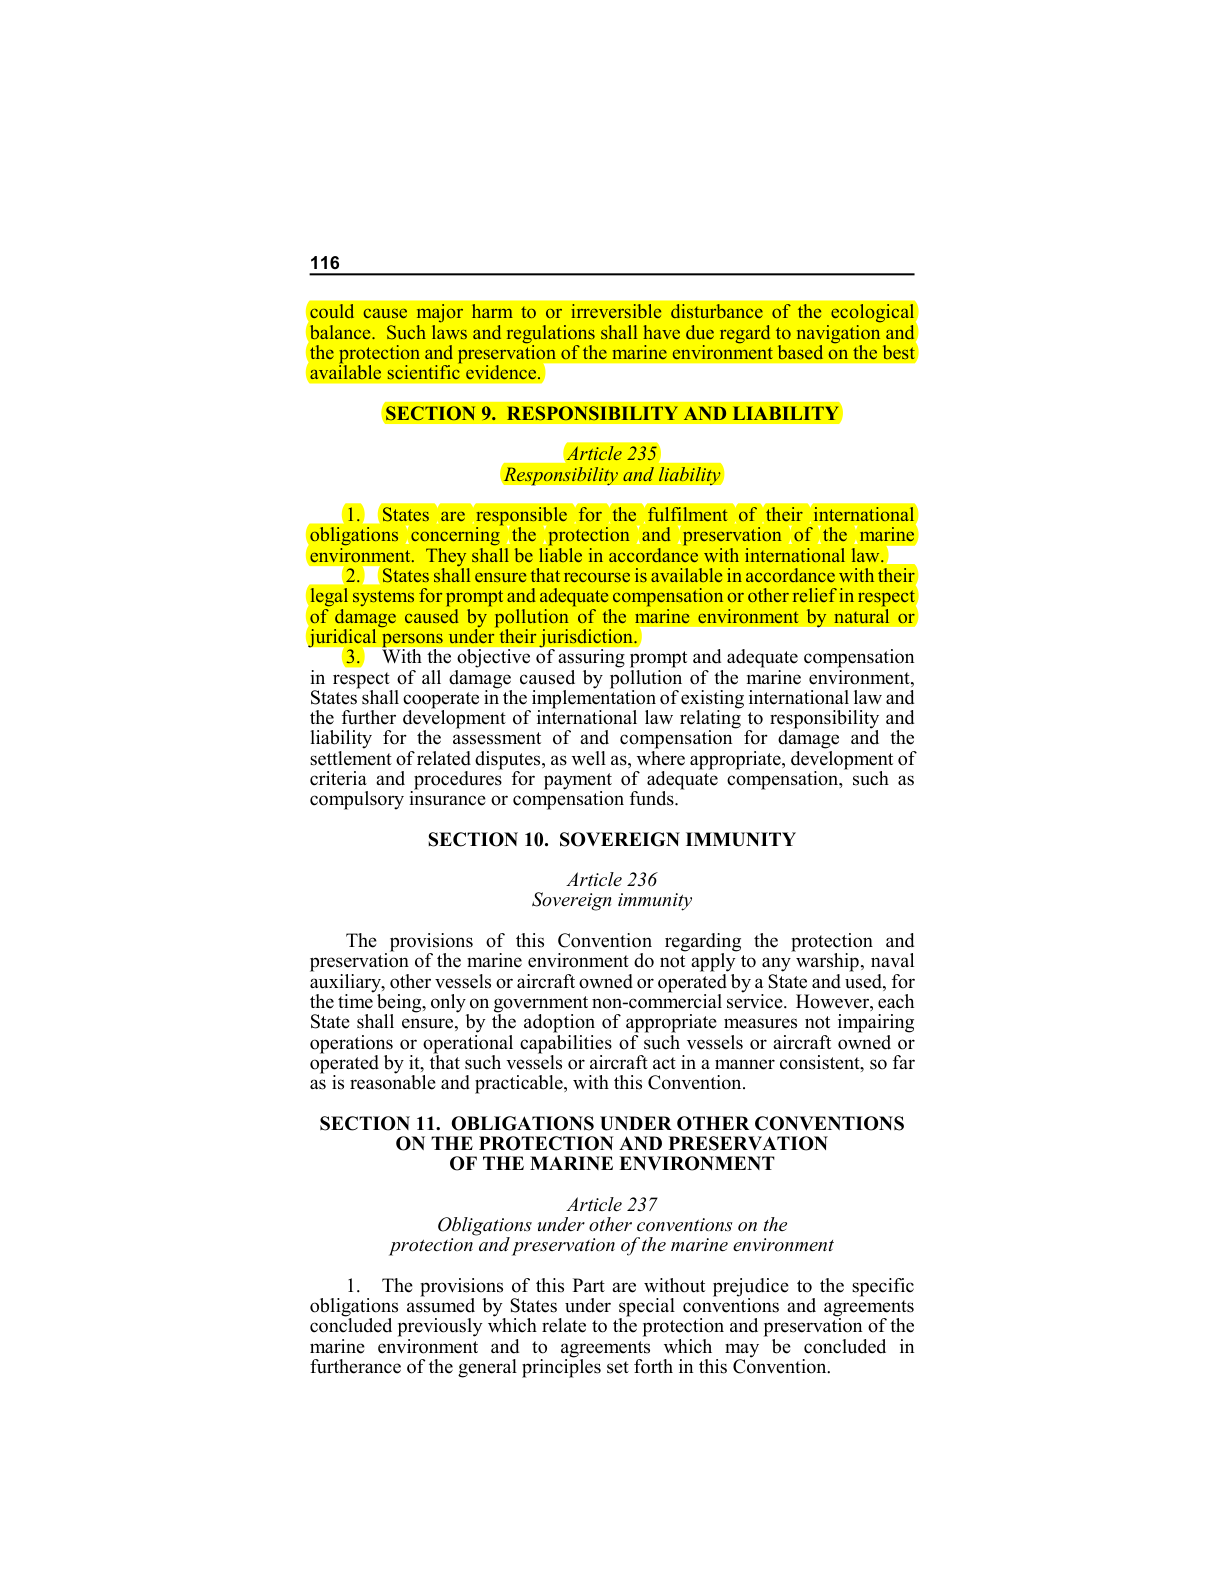 116
could cause major harm to or irreversible disturbance of the ecological
balance. Such laws and regulations shall have due regard to navigation and
the protection and preservation of the marine environment based on the best
available scientific evidence.
SECTION 9. RESPONSIBILITY AND LIABILITY
Article 235
Responsibility and liability
1. States are responsible for the fulfilment of their international
obligations concerning the protection and preservation of the marine
environment. They shall be liable in accordance with international law.
2. States shall ensure that recourse is available in accordance with their
legal systems for prompt and adequate compensation or other relief in respect
of damage caused by pollution of the marine environment by natural or
juridical persons under their jurisdiction.
3. With the objective of assuring prompt and adequate compensation
in respect of all damage caused by pollution of the marine environment,
States shall cooperate in the implementation of existing international law and
the further development of international law relating to responsibility and
liability for the assessment of and compensation for damage and the
settlement of related disputes, as well as, where appropriate, development of
criteria and procedures for payment of adequate compensation, such as
compulsory insurance or compensation funds.
SECTION 10. SOVEREIGN IMMUNITY
Article 236
Sovereign immunity
The provisions of this Convention regarding the protection and
preservation of the marine environment do not apply to any warship, naval
auxiliary, other vessels or aircraft owned or operated by a State and used, for
the time being, only on government non-commercial service. However, each
State shall ensure, by the adoption of appropriate measures not impairing
operations or operational capabilities of such vessels or aircraft owned or
operated by it, that such vessels or aircraft act in a manner consistent, so far
as is reasonable and practicable, with this Convention.
SECTION 11. OBLIGATIONS UNDER OTHER CONVENTIONS
ON THE PROTECTION AND PRESERVATION
OF THE MARINE ENVIRONMENT
Article 237
Obligations under other conventions on the
protection and preservation of the marine environment
1. The provisions of this Part are without prejudice to the specific
obligations assumed by States under special conventions and agreements
concluded previously which relate to the protection and preservation of the
marine environment and to agreements which may be concluded in
furtherance of the general principles set forth in this Convention.